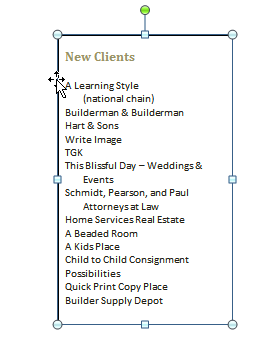 New Clients
A Learning Style
(national chain)
Builderman & Builderman
Hart & Sons
Write Image
TGK
This Blissful Day – Weddings &
Events
Schmidt, Pearson, and Paul
Attorneys at Law
Home Services Real Estate
A Beaded Room
A Kids Place
Child to Child Consignment
Possibilities
Quick Print Copy Place
Builder Supply Depot